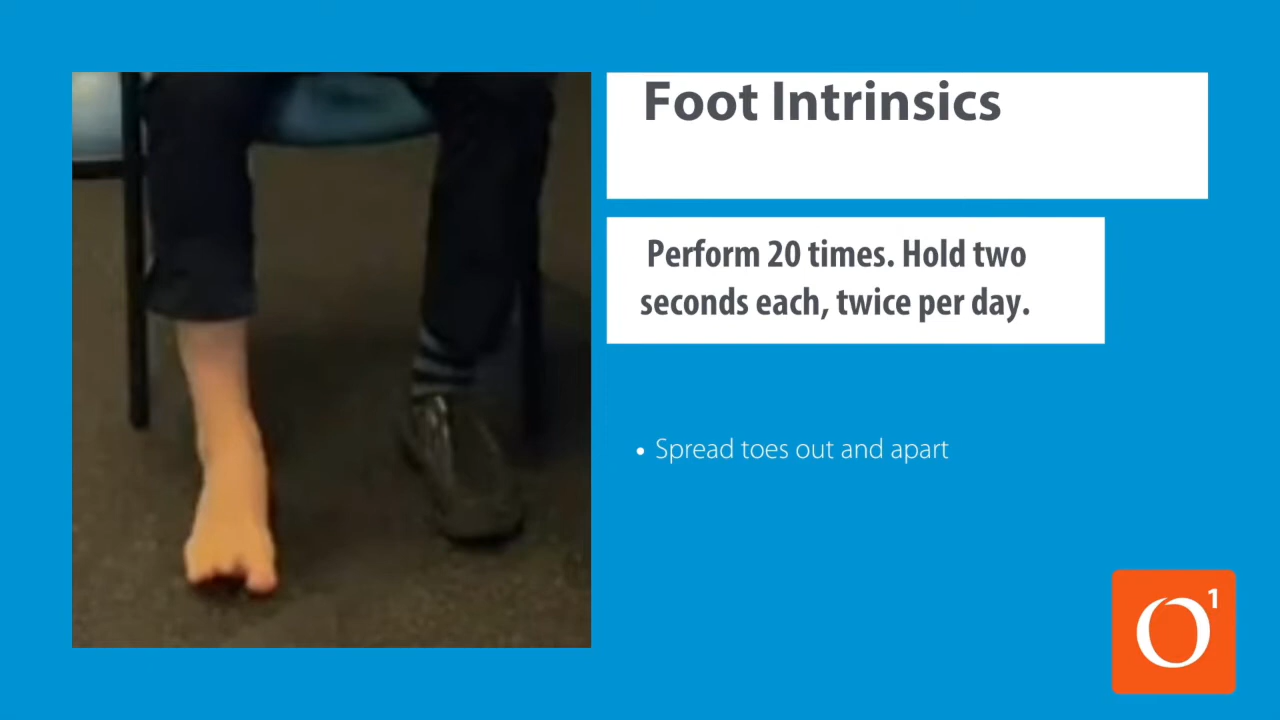 Foot Intrinsics
Perform 20 times. Hold two
seconds each, twice per day.
• Spread toes out and apart
O1